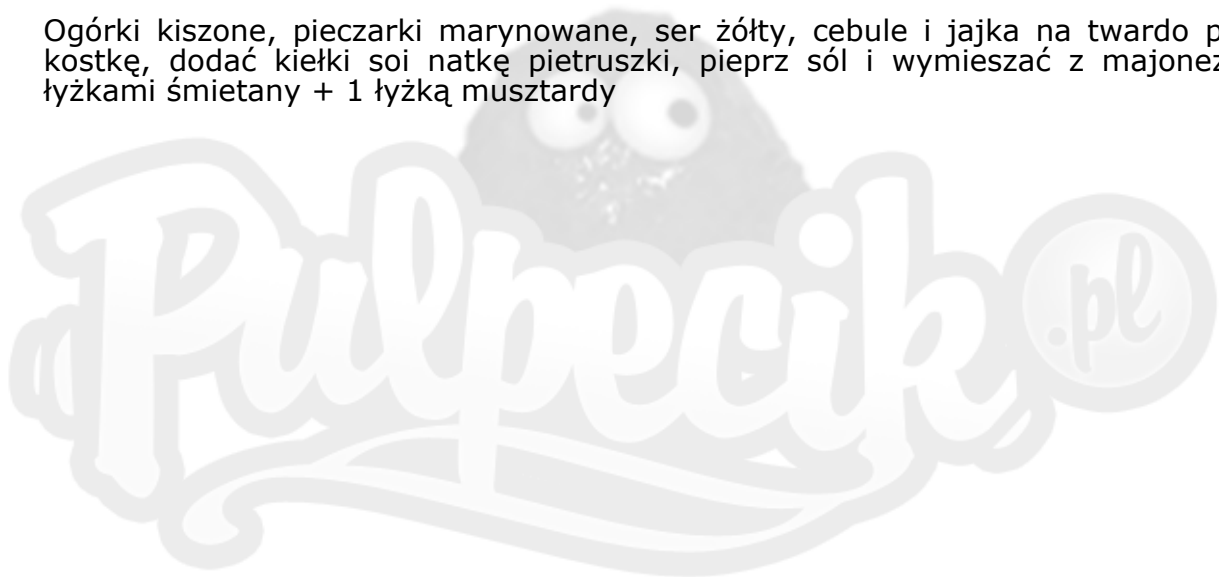 Ogórki kiszone, pieczarki marynowane, ser żółty, cebule i jajka na twardo p
kostkę, dodać kiełki soi natkę pietruszki, pieprz sól i wymieszać z majonez
łyżkami śmietany + 1 łyżką musztardy
Pulpecik.pl